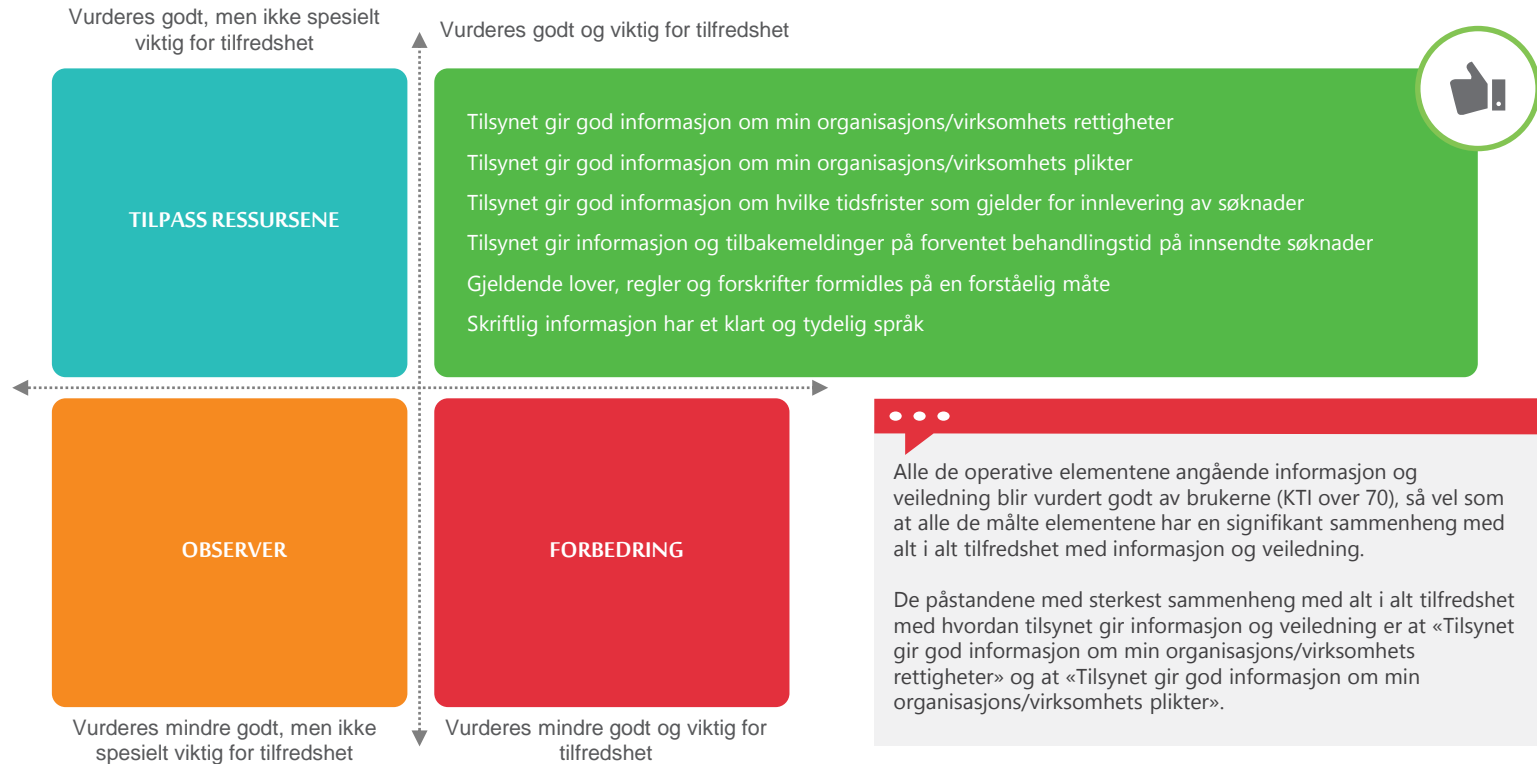 Vurderes godt, men ikke spesielt
viktig for tilfredshet
Vurderes godt og viktig for tilfredshet
TILPASS RESSURSENE
Tilsynet gir god informasjon om min organisasjons/virksomhets rettigheter
Tilsynet gir god informasjon om min organisasjons/virksomhets plikter
Tilsynet gir god informasjon om hvilke tidsfrister som gjelder for innlevering av søknader
Tilsynet gir informasjon og tilbakemeldinger på forventet behandlingstid på innsendte søknader
Gjeldende lover, regler og forskrifter formidles på en forståelig måte
Skriftlig informasjon har et klart og tydelig språk
OBSERVER
FORBEDRING
Vurderes mindre godt, men ikke
spesielt viktig for tilfredshet
Vurderes mindre godt og viktig for
tilfredshet
Alle de operative elementene angående informasjon og
veiledning blir vurdert godt av brukerne (KTI over 70), så vel som
at alle de målte elementene har en signifikant sammenheng med
alt i alt tilfredshet med informasjon og veiledning.
De påstandene med sterkest sammenheng med alt i alt tilfredshet
med hvordan tilsynet gir informasjon og veiledning er at «Tilsynet
gir god informasjon om min organisasjons/virksomhets
rettigheter» og at «Tilsynet gir god informasjon om min
organisasjons/virksomhets plikter».